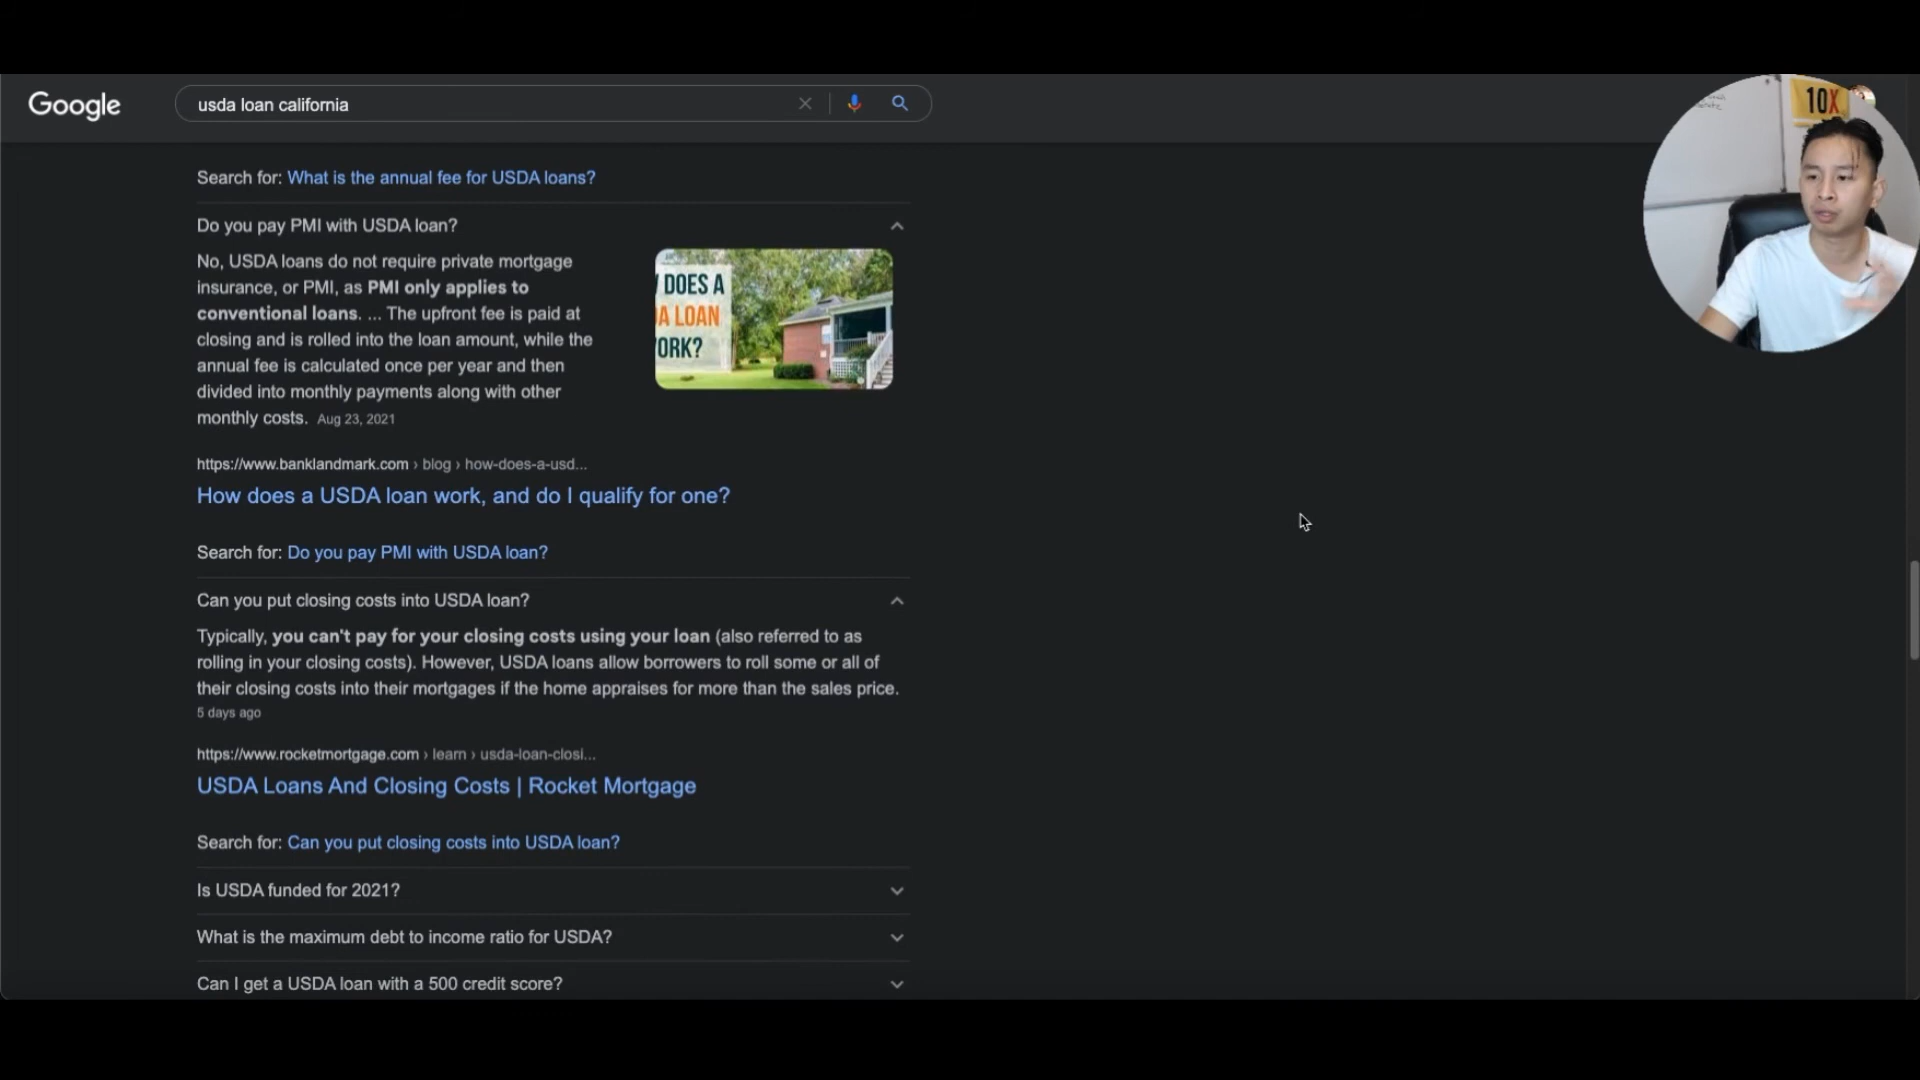 Google
usda loan california
10X
Search for: What is the annual fee for USDA loans?
Do you pay PMI with USDA loan?
No, USDA loans do not require private mortgage
insurance, or PMI, as PMI only applies to
conventional loans. ... The upfront fee is paid at
closing and is rolled into the loan amount, while the
annual fee is calculated once per year and then
divided into monthly payments along with other
monthly costs. Aug 23, 2021
DOES A
A LOAN
ORK?
https://www.banklandmark.com › blog › how-does-a-usd...
How does a USDA loan work, and do I qualify for one?
Search for: Do you pay PMI with USDA loan?
Can you put closing costs into USDA loan?
Typically, you can't pay for your closing costs using your loan (also referred to as
rolling in your closing costs). However, USDA loans allow borrowers to roll some or all of
their closing costs into their mortgages if the home appraises for more than the sales price.
5 days ago
https://www.rocketmortgage.com › learn › usda-loan-closi...
USDA Loans And Closing Costs | Rocket Mortgage
Search for: Can you put closing costs into USDA loan?
Is USDA funded for 2021?
What is the maximum debt to income ratio for USDA?
Can I get a USDA loan with a 500 credit score?